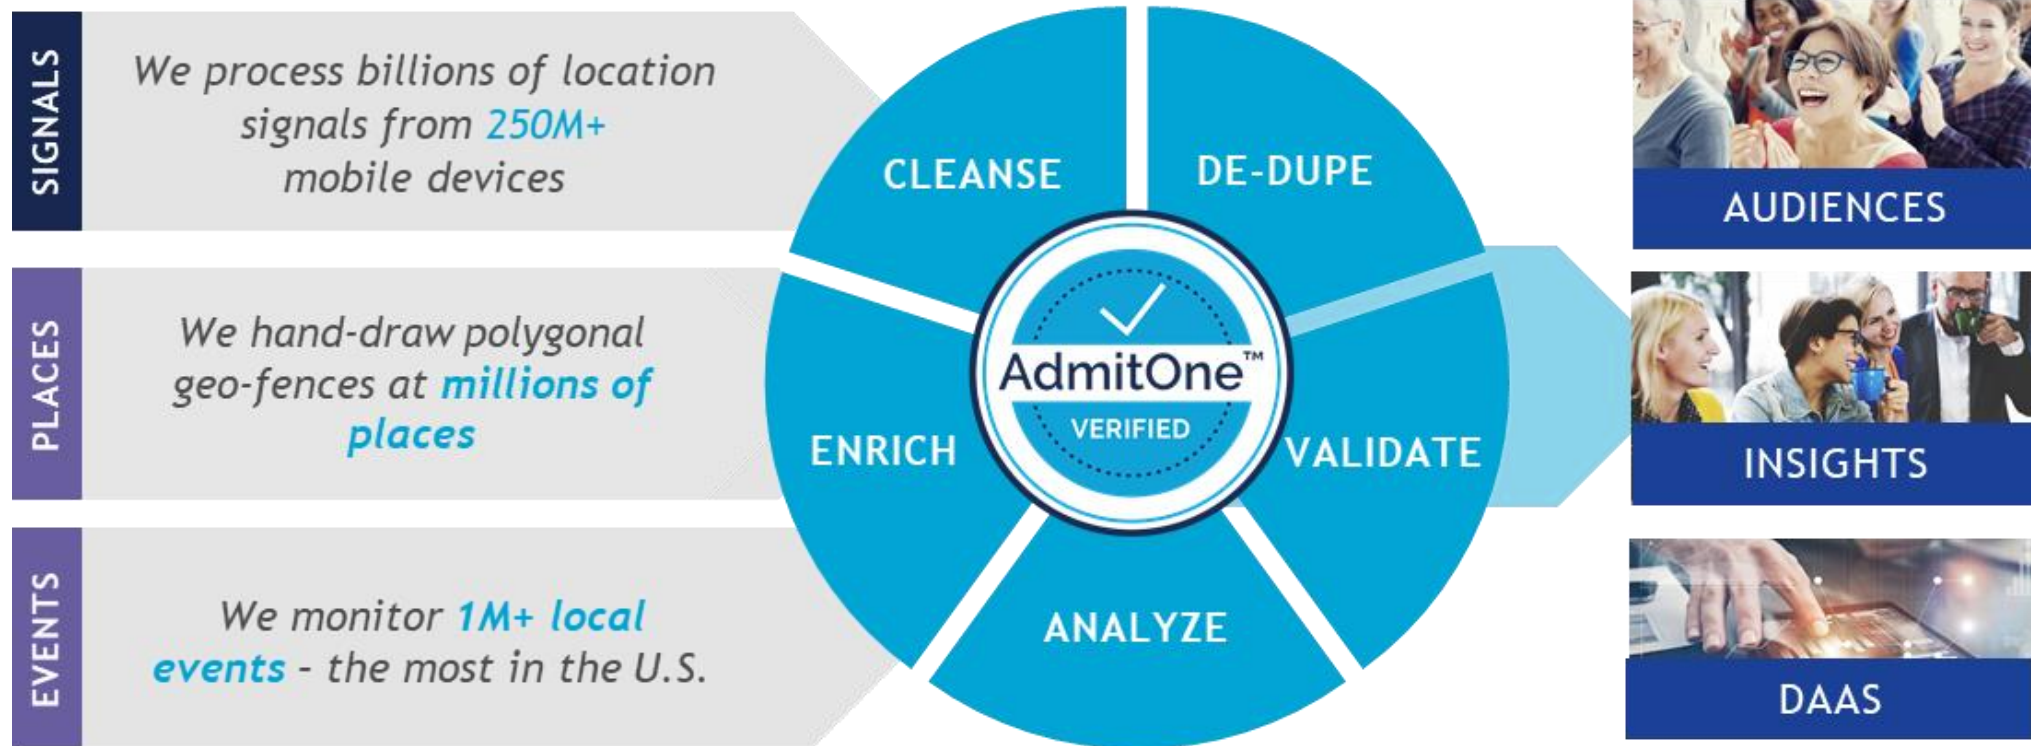 SIGNALS
We process billions of location
signals from 250M+
mobile devices
PLACES
We hand-draw polygonal
geo-fences at millions of
places
EVENTS
We monitor 1M+ local
events – the most in the U.S.
CLEANSE
DE-DUPE
ENRICH
VALIDATE
ANALYZE
AdmitOne™
VERIFIED
AUDIENCES
INSIGHTS
DAAS